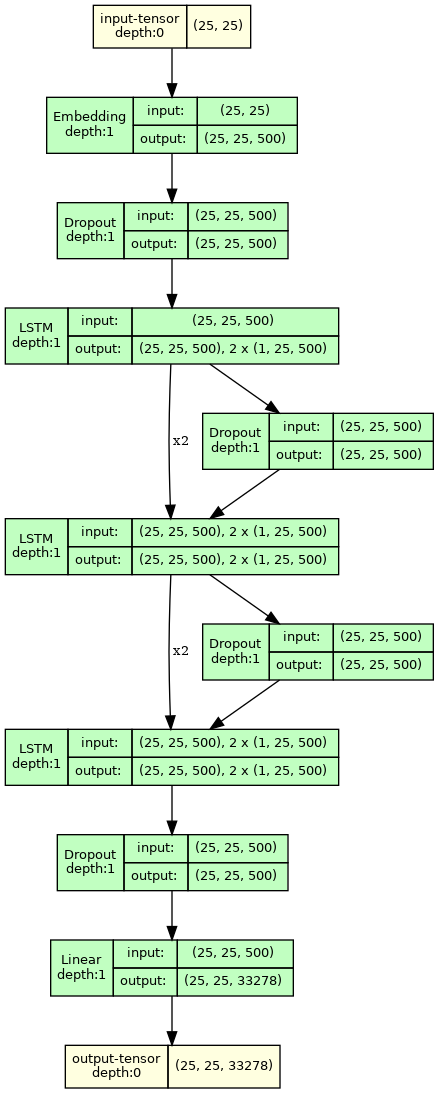 input-tensor
depth:0
(25, 25)
Embedding
depth:1
input:
(25, 25)
output:
(25, 25, 500)
Dropout
depth:1
input:
(25, 25, 500)
output:
(25, 25, 500)
LSTM
depth:1
input:
(25, 25, 500)
output:
(25, 25, 500), 2 x (1, 25, 500)
x2
Dropout
depth:1
input:
(25, 25, 500)
output:
(25, 25, 500)
LSTM
depth:1
input:
(25, 25, 500), 2 x (1, 25, 500)
output:
(25, 25, 500), 2 x (1, 25, 500)
x2
Dropout
depth:1
input:
(25, 25, 500)
output:
(25, 25, 500)
LSTM
depth:1
input:
(25, 25, 500), 2 x (1, 25, 500)
output:
(25, 25, 500), 2 x (1, 25, 500)
Dropout
depth:1
input:
(25, 25, 500)
output:
(25, 25, 500)
Linear
depth:1
input:
(25, 25, 500)
output:
(25, 25, 33278)
output-tensor
depth:0
(25, 25, 33278)